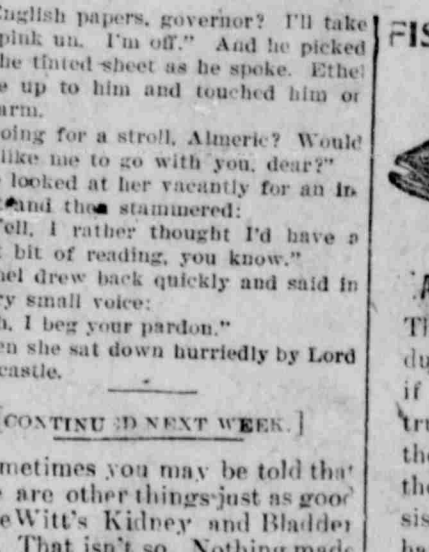 English papers, governor? I'll take
pink un. I'm off." And he picked
he tinted sheet as he spoke. Ethel
e up to him and touched him or
arm.
oing for a stroll, Almeric? Would
like me to go with you, dear?"
looked at her vacantly for an in
and then stammered:
ell, I rather thought I'd have a
bit of reading, you know."
hel drew back quickly and said in
ry small voice:
h, I beg your pardon."
en she sat down hurriedly by Lord
castle.
[CONTINU D NEXT WEEK.]
metimes you may be told that
are other things just as good
eWitt's Kidney and Bladder
That isn't so. Nothing made
FIS
A
Th
du
if
tru
the
the
sis